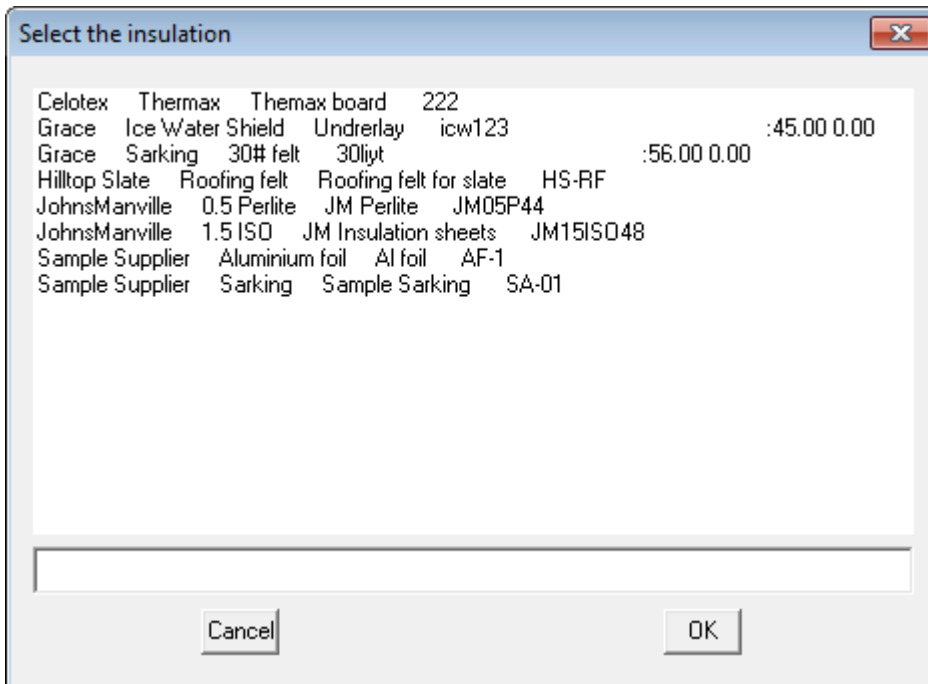 Select the insulation
Celotex Thermax Themax board 222
Grace Ice Water Shield Undrerlay icw123 :45.00 0.00
Grace Sarking 30# felt 30liyt :56.00 0.00
Hilltop Slate Roofing felt Roofing felt for slate HS-RF
JohnsManville 0.5 Perlite JM Perlite JM05P44
JohnsManville 1.5 ISO JM Insulation sheets JM15ISO48
Sample Supplier Aluminium foil Al foil AF-1
Sample Supplier Sarking Sample Sarking SA-01
Cancel OK